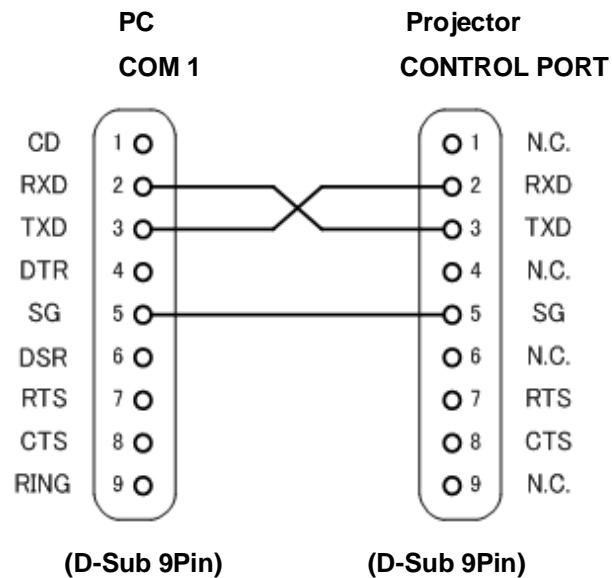 PC Projector
COM 1 CONTROL PORT
CD 1 1 N.C.
RXD 2 2 RXD
TXD 3 3 TXD
DTR 4 4 N.C.
SG 5 5 SG
DSR 6 6 N.C.
RTS 7 7 RTS
CTS 8 8 CTS
RING 9 9 N.C.
(D-Sub 9Pin) (D-Sub 9Pin)